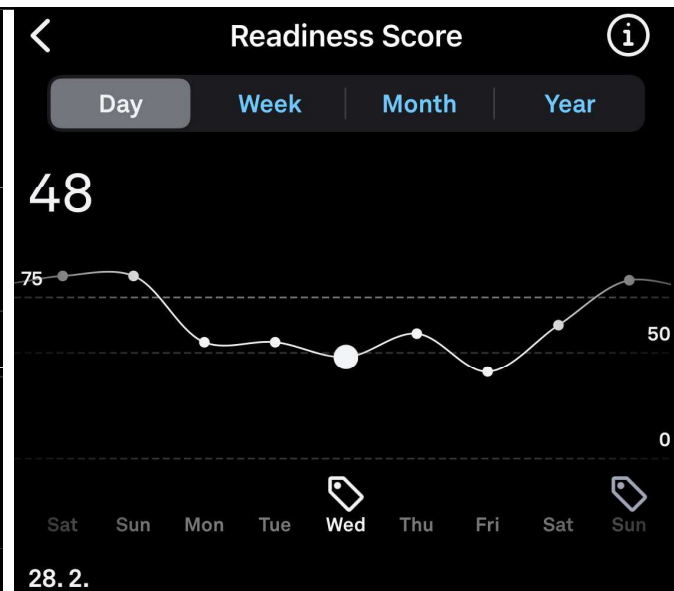 Readiness Score
Day Week Month Year
48
75
50
0
Sat Sun Mon Tue Wed Thu Fri Sat Sun
28. 2.